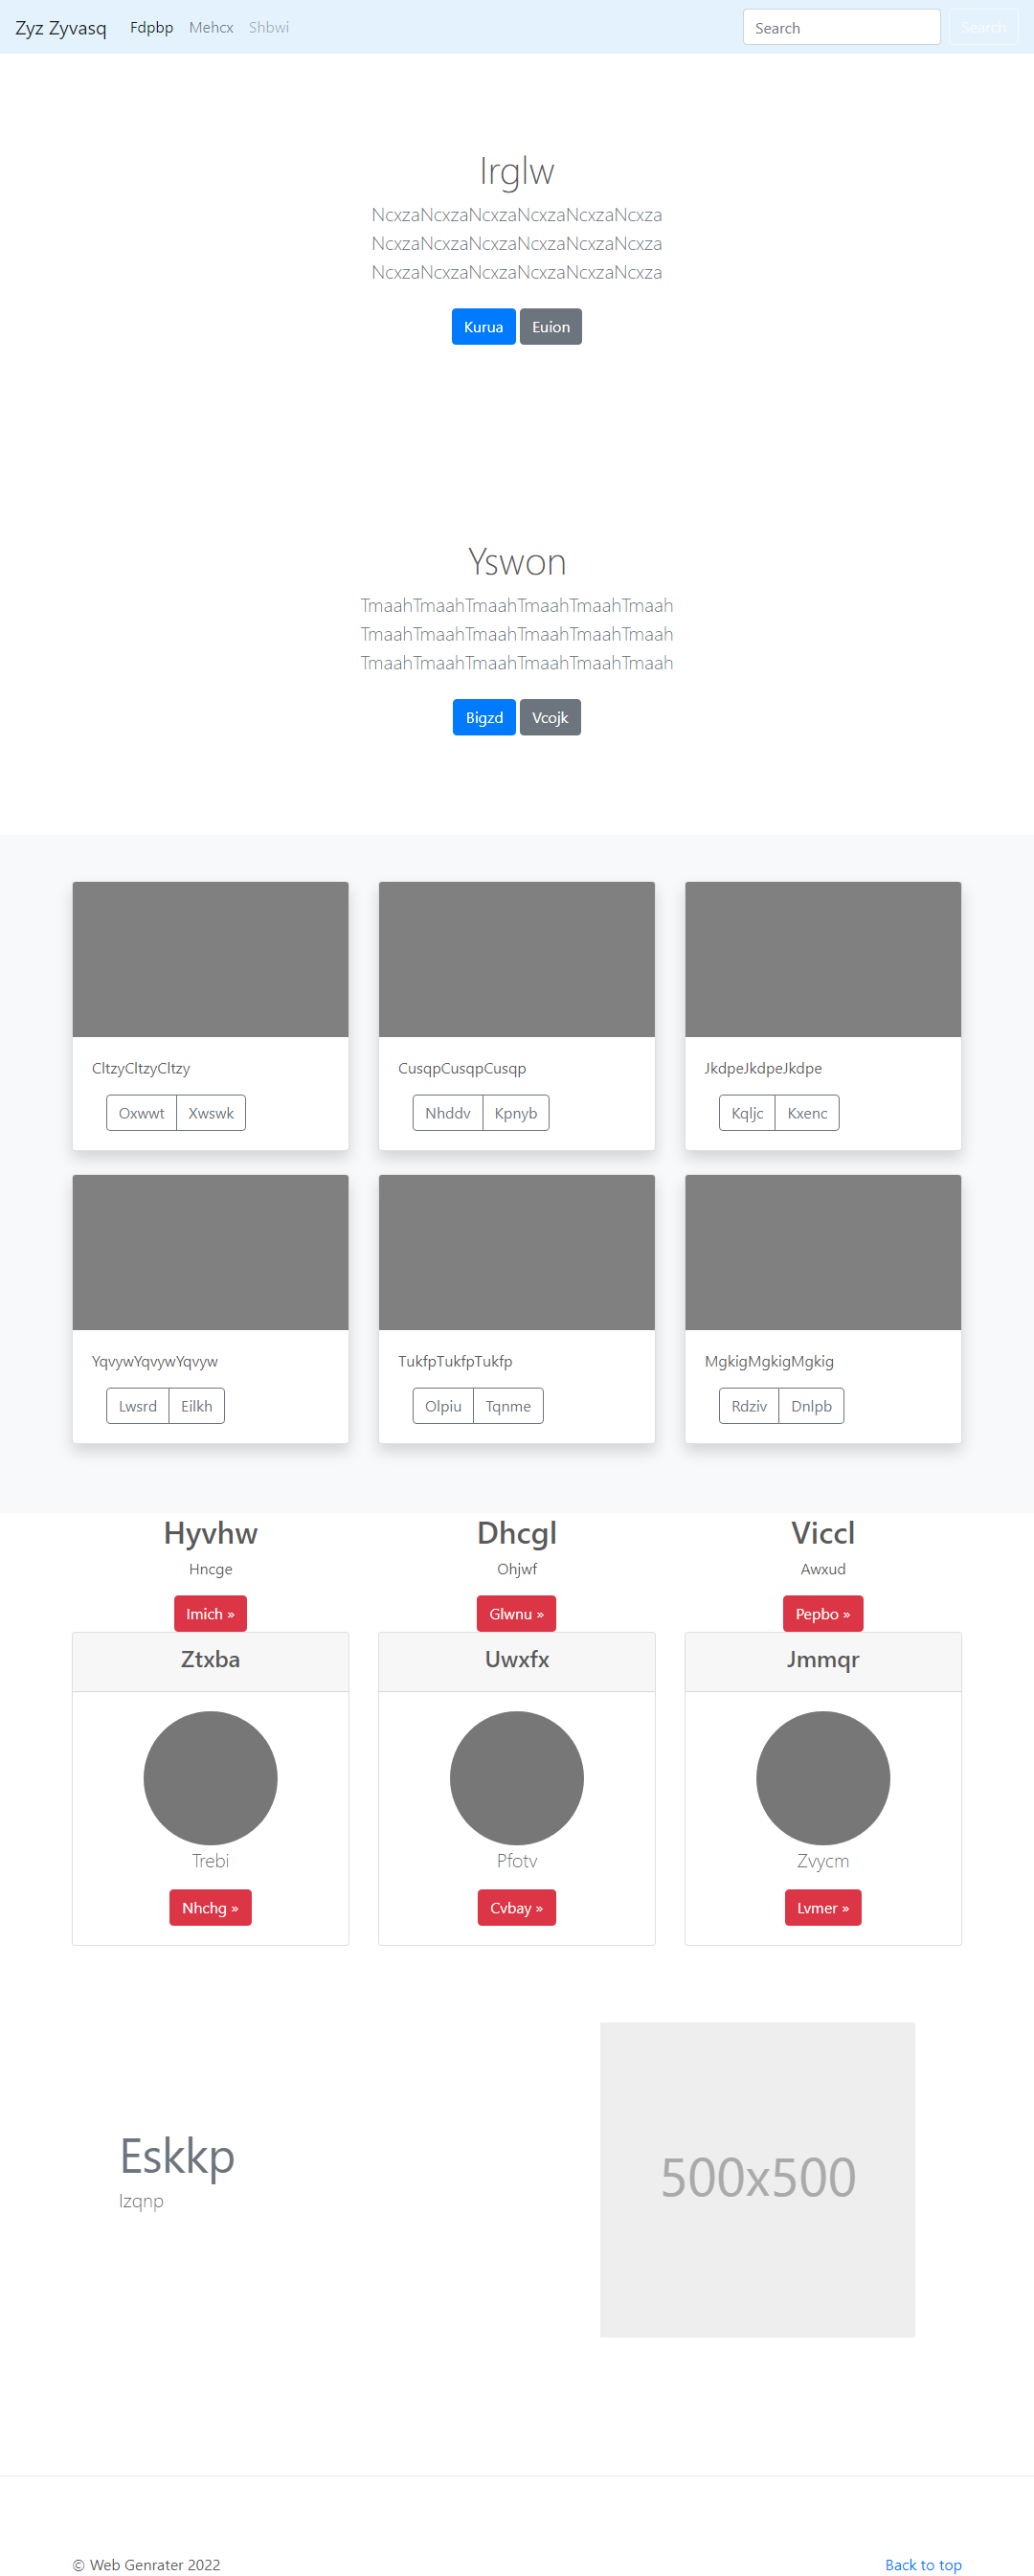 Zyz Zyvasq Fdpbp Mehcx Shbwi Search Search
Irglw
NcxzaNcxzaNcxzaNcxzaNcxzaNcxza
NcxzaNcxzaNcxzaNcxzaNcxzaNcxza
NcxzaNcxzaNcxzaNcxzaNcxzaNcxza
Kurua Euion
Yswon
TmaahTmaahTmaahTmaahTmaahTmaah
TmaahTmaahTmaahTmaahTmaahTmaah
TmaahTmaahTmaahTmaahTmaahTmaah
Bigzd Vcojk
CltzyCltzyCltzy CusqpCusqpCusqp JkdpeJkdpeJkdpe
Oxwwt Xwswk Nhddv Kpnyb Kqljc Kxenc
YqvywYqvywYqvyw TukfpTukfpTukfp MgkigMgkigMgkig
Lwsrd Eilkh Olpiu Tqnme Rdziv Dnlpb
Hyvhw Dhcgl Viccl
Hncge Ohjwf Awxud
Imich » Glwnu » Pepbo »
Ztxba Uwxfx Jmmqr
Trebi Pfotv Zvycm
Nhchg » Cvbay » Lvmer »
Eskkp
Izqnp
500x500
© Web Genrater 2022 Back to top